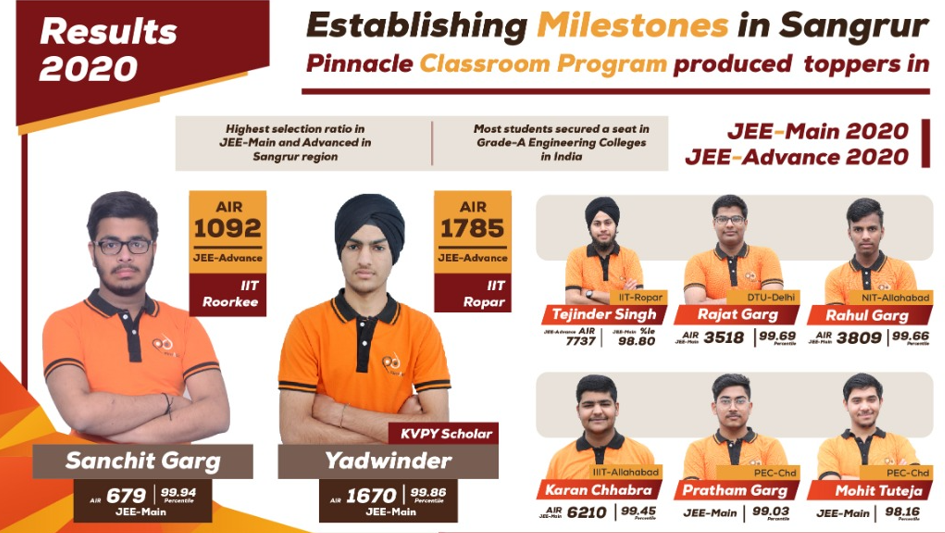 Results
2020
Establishing Milestones in Sangrur
Pinnacle Classroom Program produced toppers in
Highest selection ratio in
JEE-Main and Advanced in
Sangrur region
Most students secured a seat in
Grade-A Engineering Colleges
in India
JEE-Main 2020
JEE-Advance 2020
AIR
1092
JEE-Advance
IIT
Roorkee
Sanchit Garg
AIR 679 99.94
Percentile
JEE-Main
AIR
1785
JEE-Advance
IIT
Ropar
KVPY Scholar
Yadwinder
AIR 1670 99.86
Percentile
JEE-Main
IIT-Ropar
Tejinder Singh
JEE-Advance AIR
7737
JEE-Main %le
98.80
DTU-Delhi
Rajat Garg
AIR
JEE-Main
3518 99.69
Percentile
NIT-Allahabad
Rahul Garg
AIR
JEE-Main
3809 99.66
Percentile
IIIT-Allahabad
Karan Chhabra
AIR
JEE-Main
6210 99.45
Percentile
PEC-Chd
Pratham Garg
JEE-Main 99.03
Percentile
PEC-Chd
Mohit Tuteja
JEE-Main 98.16
Percentile